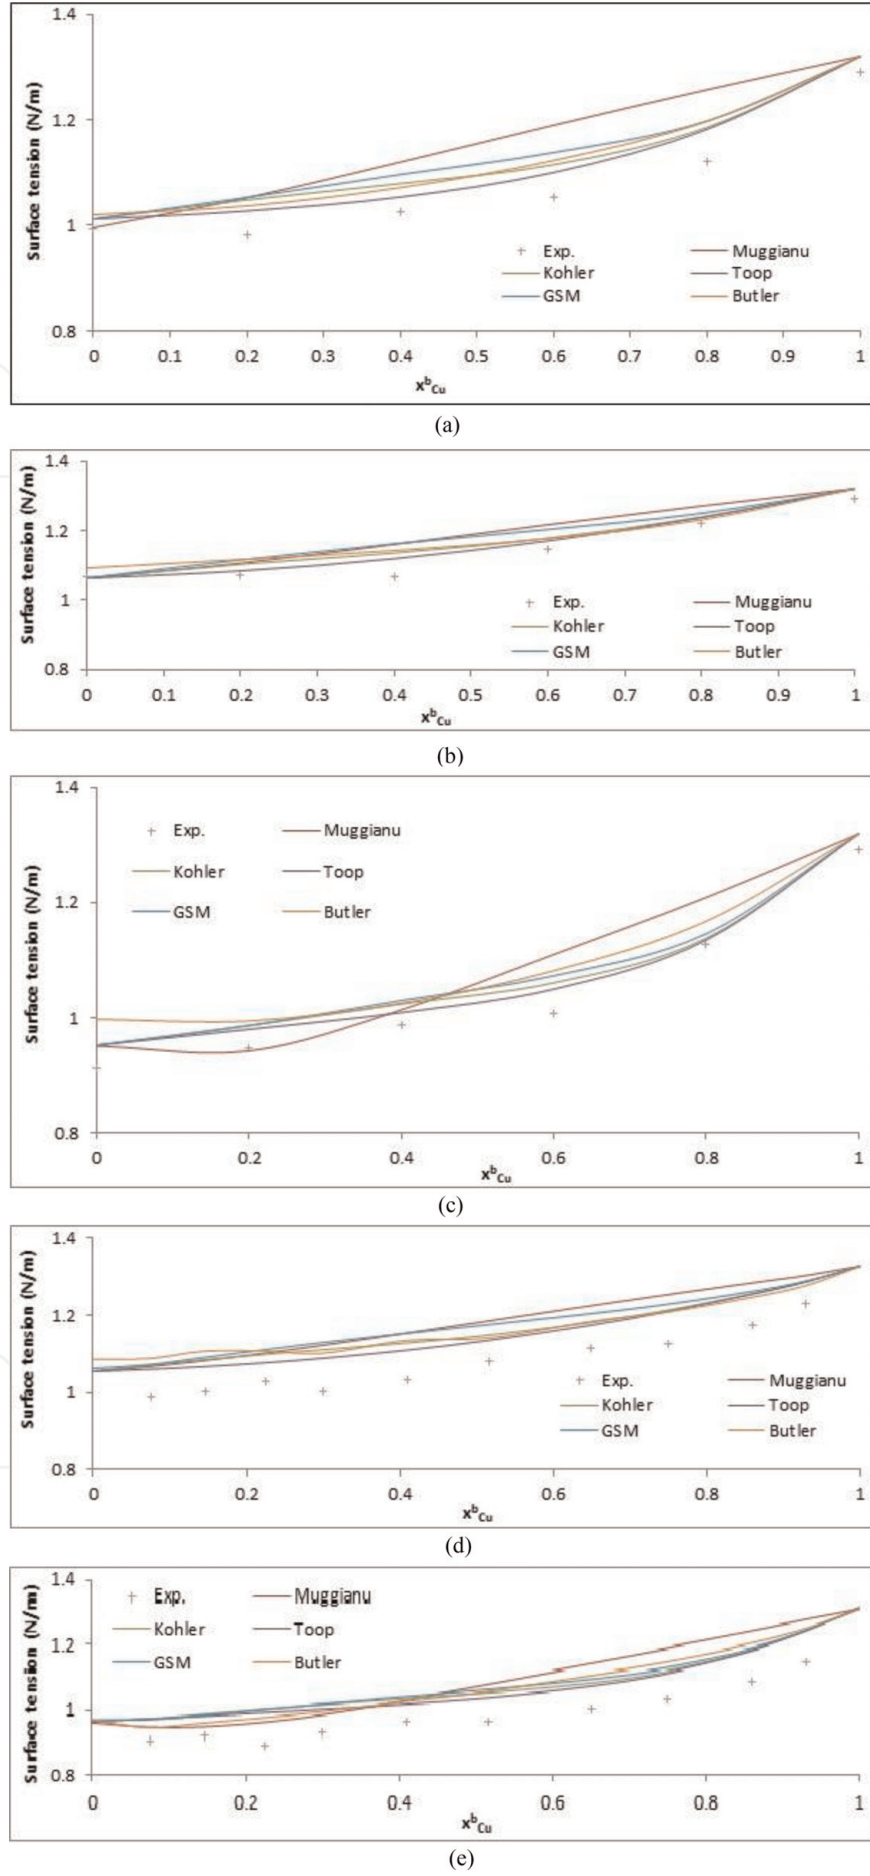 1.4
1.2
1
0.8
Surface tension (N/m)
+ Exp. Muggianu
Kohler Toop
GSM Butler
0 0.1 0.2 0.3 0.4 0.5 0.6 0.7 0.8 0.9 1
xᵇCu
(a)
1.4
1.2
1
0.8
Surface tension (N/m)
+ Exp. Muggianu
Kohler Toop
GSM Butler
0 0.1 0.2 0.3 0.4 0.5 0.6 0.7 0.8 0.9 1
xᵇCu
(b)
1.4
1.2
1
0.8
Surface tension (N/m)
+ Exp. Muggianu
Kohler Toop
GSM Butler
0 0.2 0.4 0.6 0.8 1
xᵇCu
(c)
1.4
1.2
1
0.8
Surface tension (N/m)
+ Exp. Muggianu
Kohler Toop
GSM Butler
0 0.2 0.4 0.6 0.8 1
xᵇCu
(d)
1.4
1.2
1
0.8
Surface tension (N/m)
+ Exp. Muggianu
Kohler Toop
GSM Butler
0 0.2 0.4 0.6 0.8 1
xᵇCu
(e)